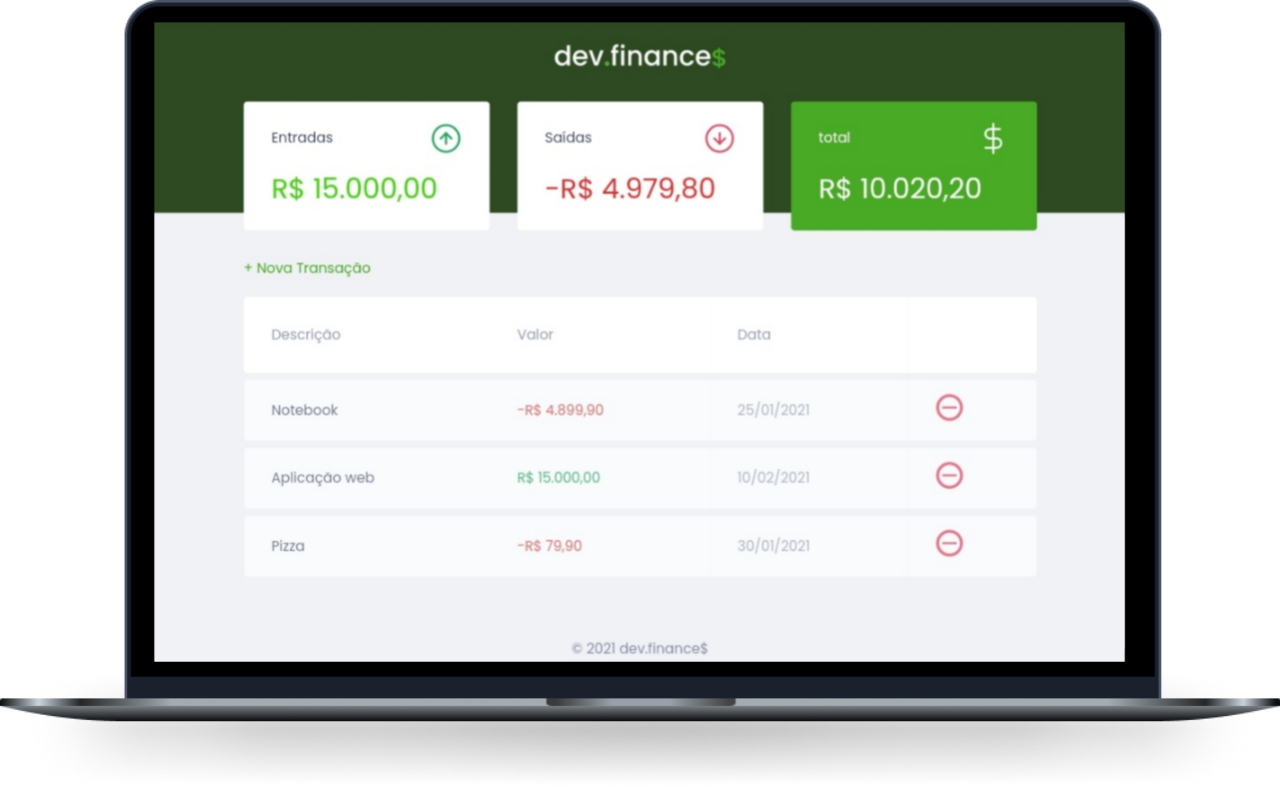 dev.finance$
Entradas
R$ 15.000,00
Saídas
-R$ 4.979,80
total
$
R$ 10.020,20
+ Nova Transação
Descrição Valor Data
Notebook -R$ 4.899,90 25/01/2021
Aplicação web R$ 15.000,00 10/02/2021
Pizza -R$ 79,90 30/01/2021
© 2021 dev.finance$